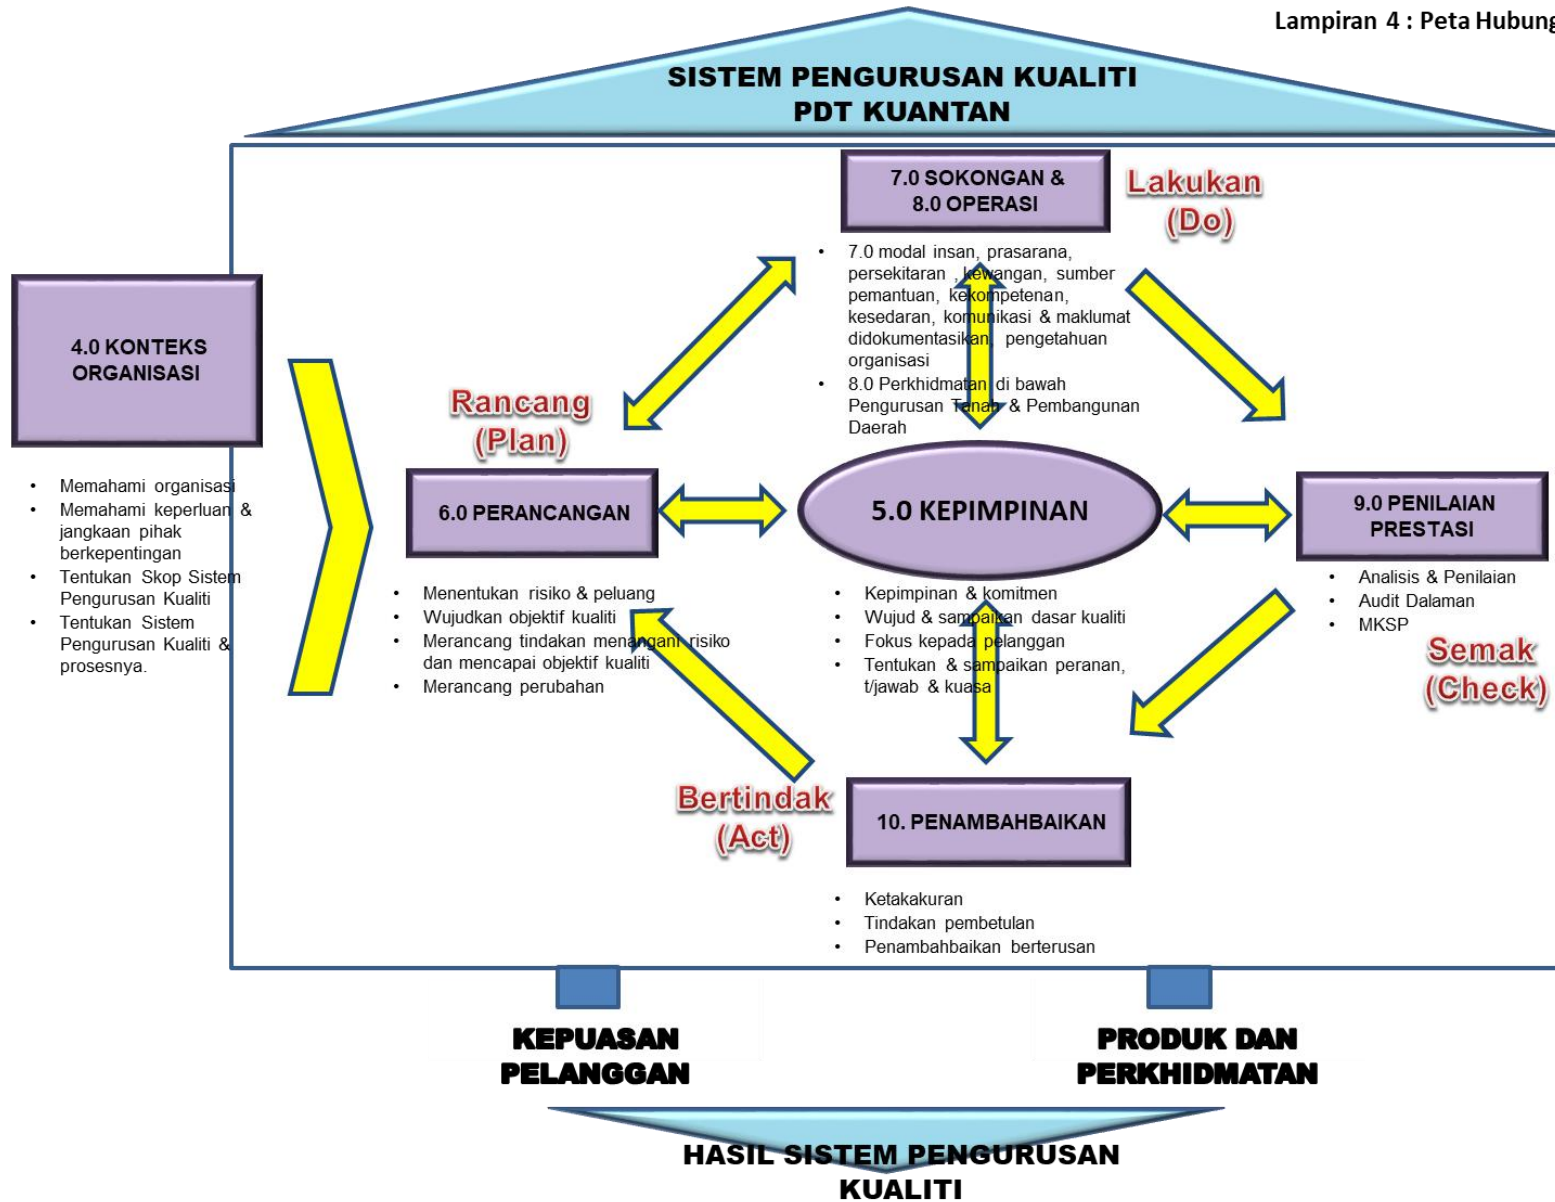 Lampiran 4 : Peta Hubung
SISTEM PENGURUSAN KUALITI
PDT KUANTAN
7.0 SOKONGAN &
8.0 OPERASI
Lakukan
(Do)
• 7.0 modal insan, prasarana,
persekitaran , kewangan, sumber
pemantuan, kekompetenan,
kesedaran, komunikasi & maklumat
didokumentasikan, pengetahuan
organisasi
• 8.0 Perkhidmatan di bawah
Pengurusan Tanah & Pembangunan
Daerah
4.0 KONTEKS
ORGANISASI
• Memahami organisasi
• Memahami keperluan &
jangkaan pihak
berkepentingan
• Tentukan Skop Sistem
Pengurusan Kualiti
• Tentukan Sistem
Pengurusan Kualiti &
prosesnya.
Rancang
(Plan)
6.0 PERANCANGAN
• Menentukan risiko & peluang
• Wujudkan objektif kualiti
• Merancang tindakan menangani risiko
dan mencapai objektif kualiti
• Merancang perubahan
5.0 KEPIMPINAN
• Kepimpinan & komitmen
• Wujud & sampaikan dasar kualiti
• Fokus kepada pelanggan
• Tentukan & sampaikan peranan,
t/jawab & kuasa
9.0 PENILAIAN
PRESTASI
• Analisis & Penilaian
• Audit Dalaman
• MKSP
Semak
(Check)
Bertindak
(Act)
10. PENAMBAHBAIKAN
• Ketakakuran
• Tindakan pembetulan
• Penambahbaikan berterusan
KEPUASAN
PELANGGAN
PRODUK DAN
PERKHIDMATAN
HASIL SISTEM PENGURUSAN
KUALITI